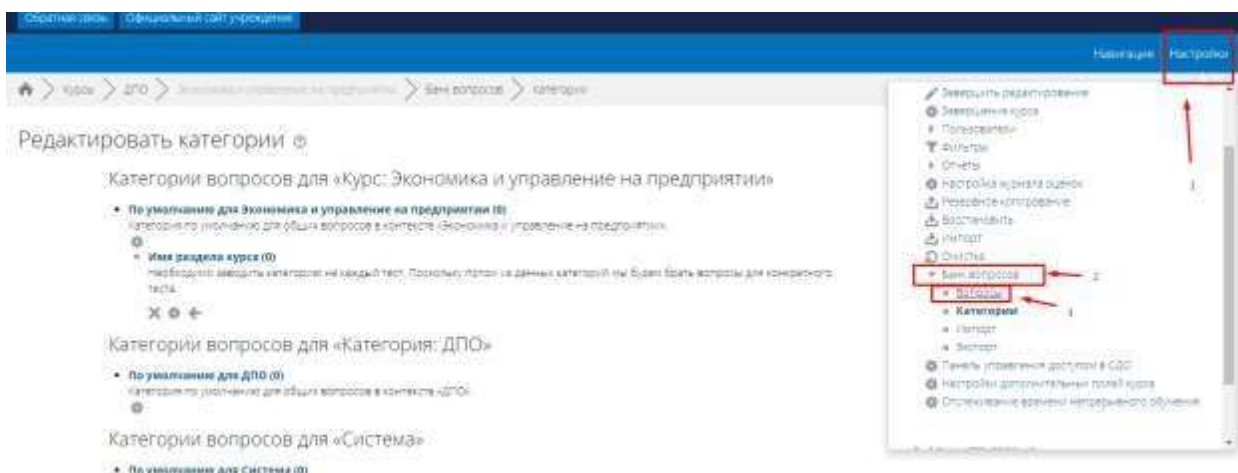 Обратная связь Официальный сайт учреждения
Навигация Настройки
Курсы ДПО Экономика и управление на предприятии Банк вопросов Категории
Редактировать категории
Категории вопросов для «Курс: Экономика и управление на предприятии»
По умолчанию для Экономика и управление на предприятии (0)
Категория по умолчанию для общих вопросов в контексте «Экономика и управление на предприятии».
Имя раздела курса (0)
Необходимо заводить категорию на каждый тест. Поскольку потом из данных категорий мы будем брать вопросы для конкретного
теста.
Категории вопросов для «Категория: ДПО»
По умолчанию для ДПО (0)
Категория по умолчанию для общих вопросов в контексте «ДПО».
Категории вопросов для «Система»
По умолчанию для Система (0)
Завершить редактирование
Завершение курса
Пользователи
Фильтры
Отчеты
Настройка журнала оценок
1
Резервное копирование
Восстановить
Импорт
Очистка
Банк вопросов
2
Вопросы
Категории
Импорт
Экспорт
Панель управления доступом в СДО
Настройки дополнительных полей курса
Отслеживание времени непрерывного обучения